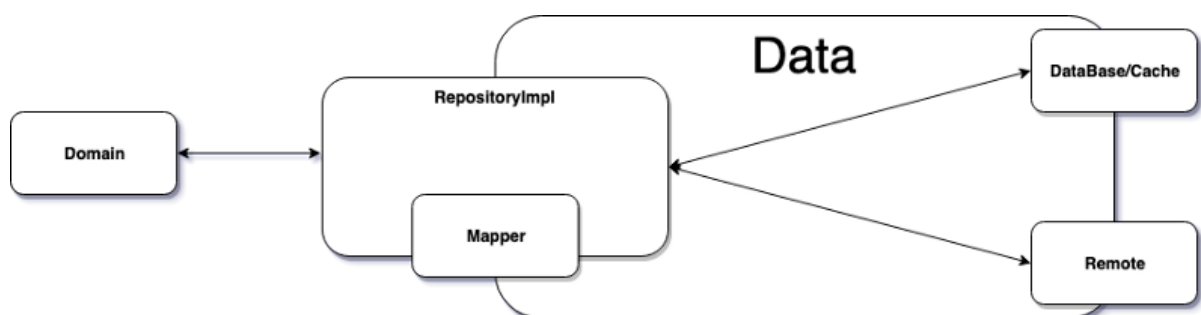 Data
DataBase/Cache
RepositoryImpl
Domain
Mapper
Remote